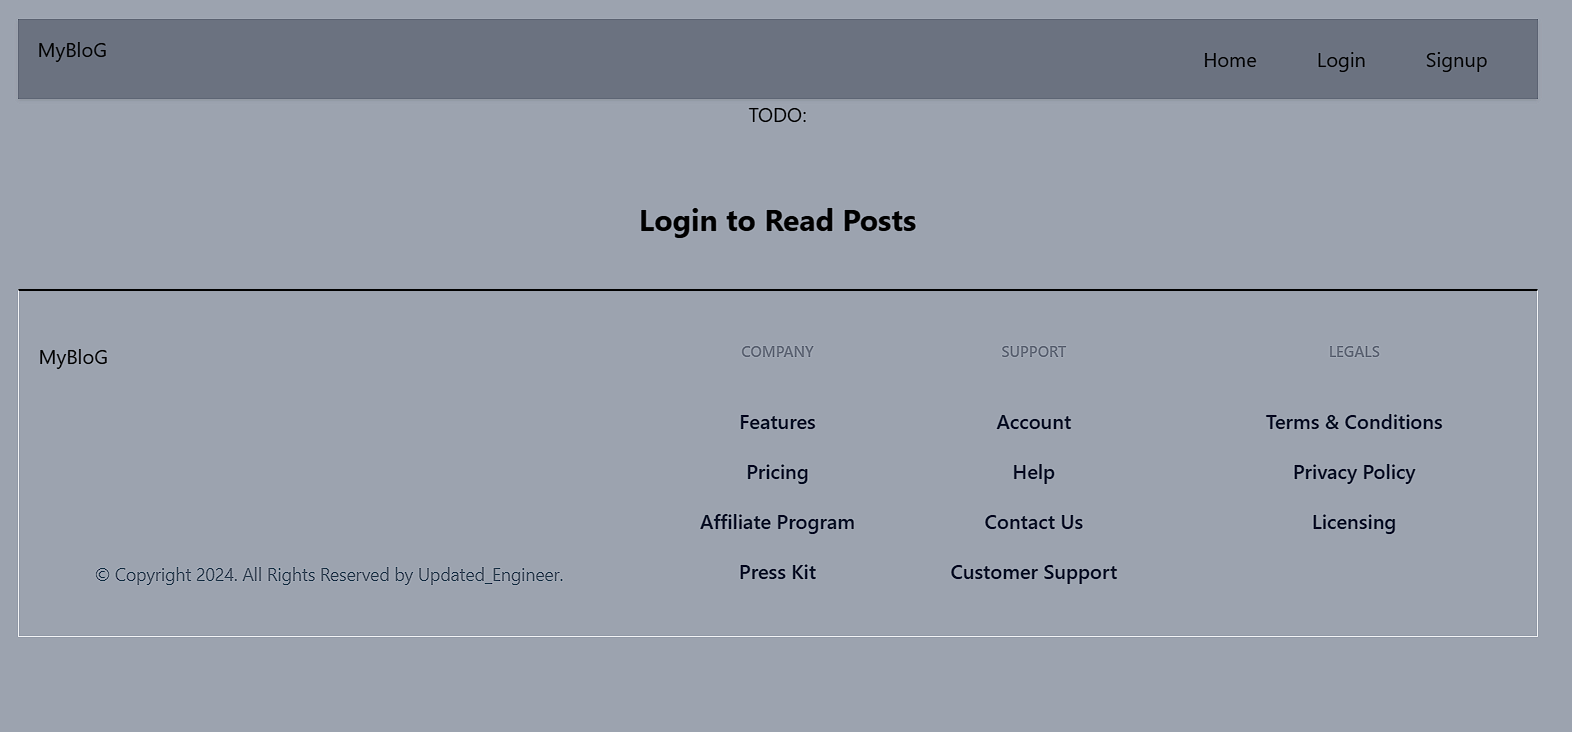 MyBloG
Home
Login
Signup
TODO:
Login to Read Posts
MyBloG
© Copyright 2024. All Rights Reserved by Updated_Engineer.
COMPANY
Features
Pricing
Affiliate Program
Press Kit
SUPPORT
Account
Help
Contact Us
Customer Support
LEGALS
Terms & Conditions
Privacy Policy
Licensing